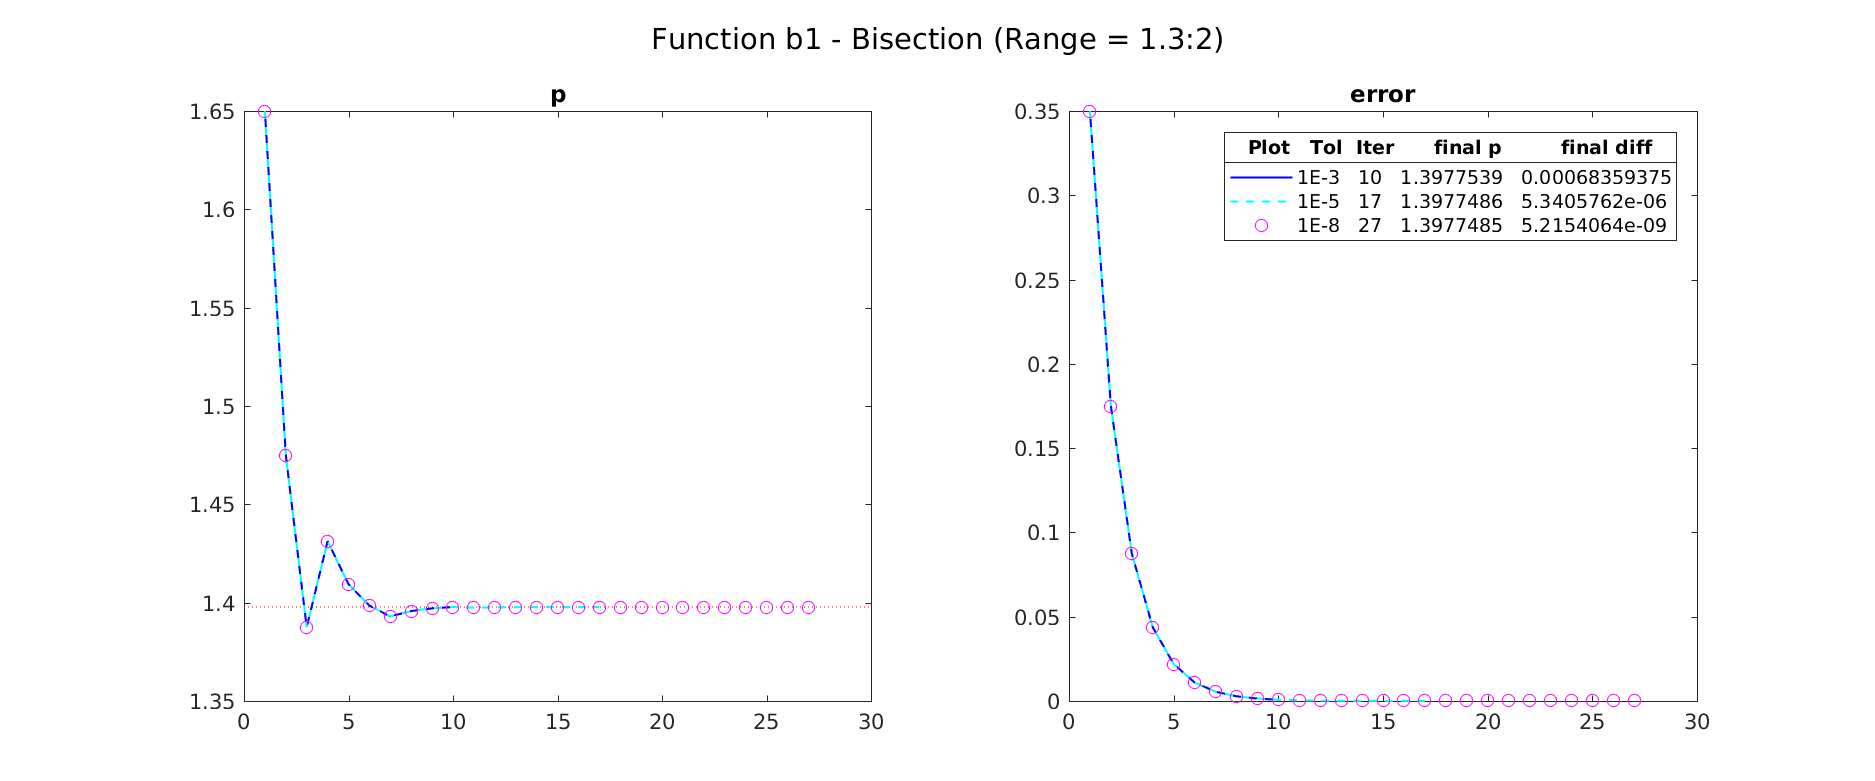 Function b1 - Bisection (Range = 1.3:2)
p
1.65
1.6
1.55
1.5
1.45
1.4
1.35
0 5 10 15 20 25 30
error
0.35
0.3
0.25
0.2
0.15
0.1
0.05
0
0 5 10 15 20 25 30
Plot Tol Iter final p final diff
1E-3 10 1.3977539 0.00068359375
1E-5 17 1.3977486 5.3405762e-06
1E-8 27 1.3977485 5.2154064e-09